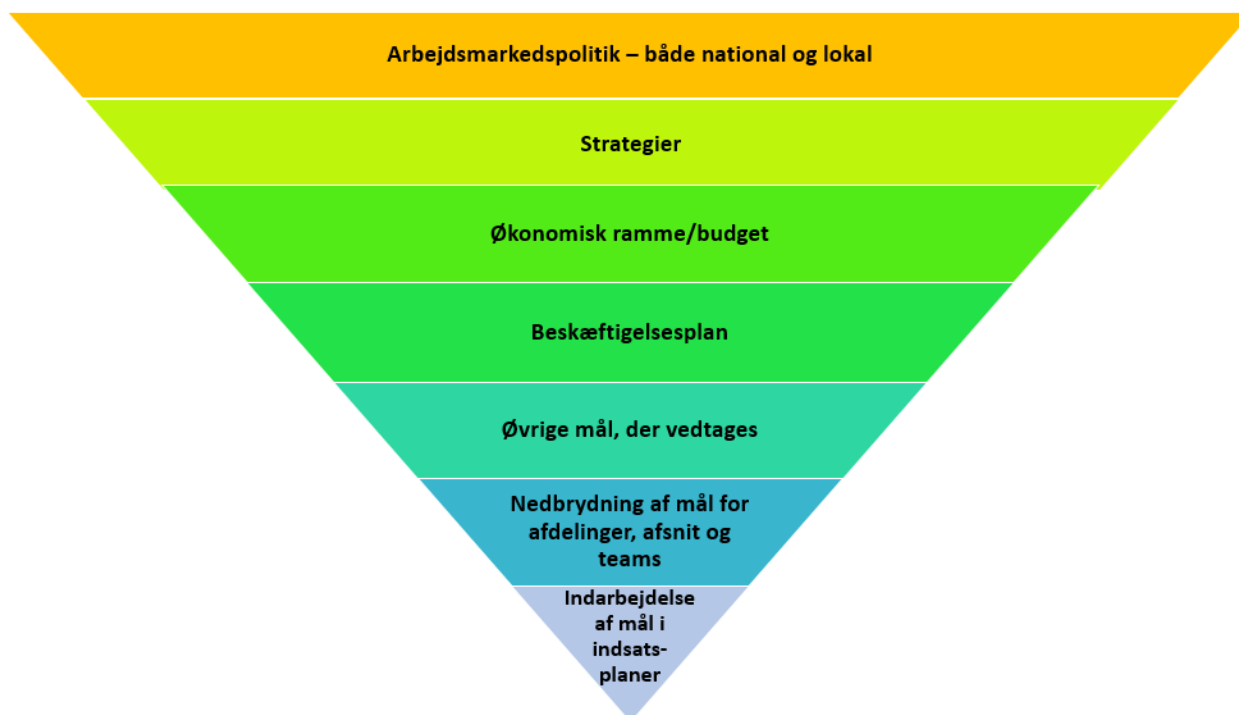 Arbejdsmarkedspolitik – både national og lokal
Strategier
Økonomisk ramme/budget
Beskæftigelsesplan
Øvrige mål, der vedtages
Nedbrydning af mål for
afdelinger, afsnit og
teams
Indarbejdelse
af mål i
indsats-
planer